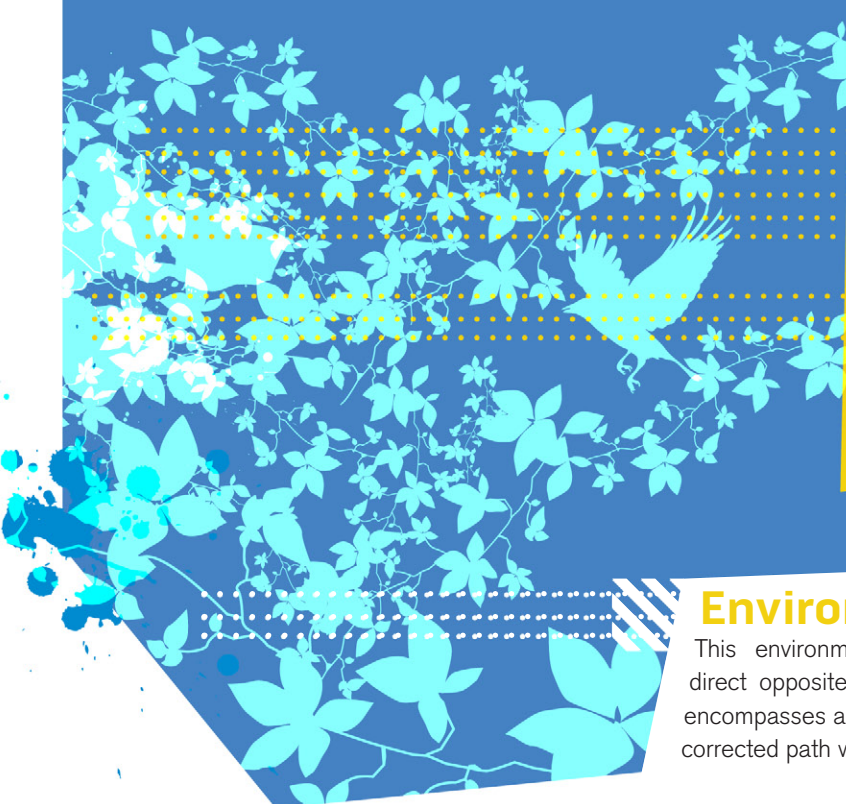 Enviro
This environm
direct opposite
encompasses a
corrected path w